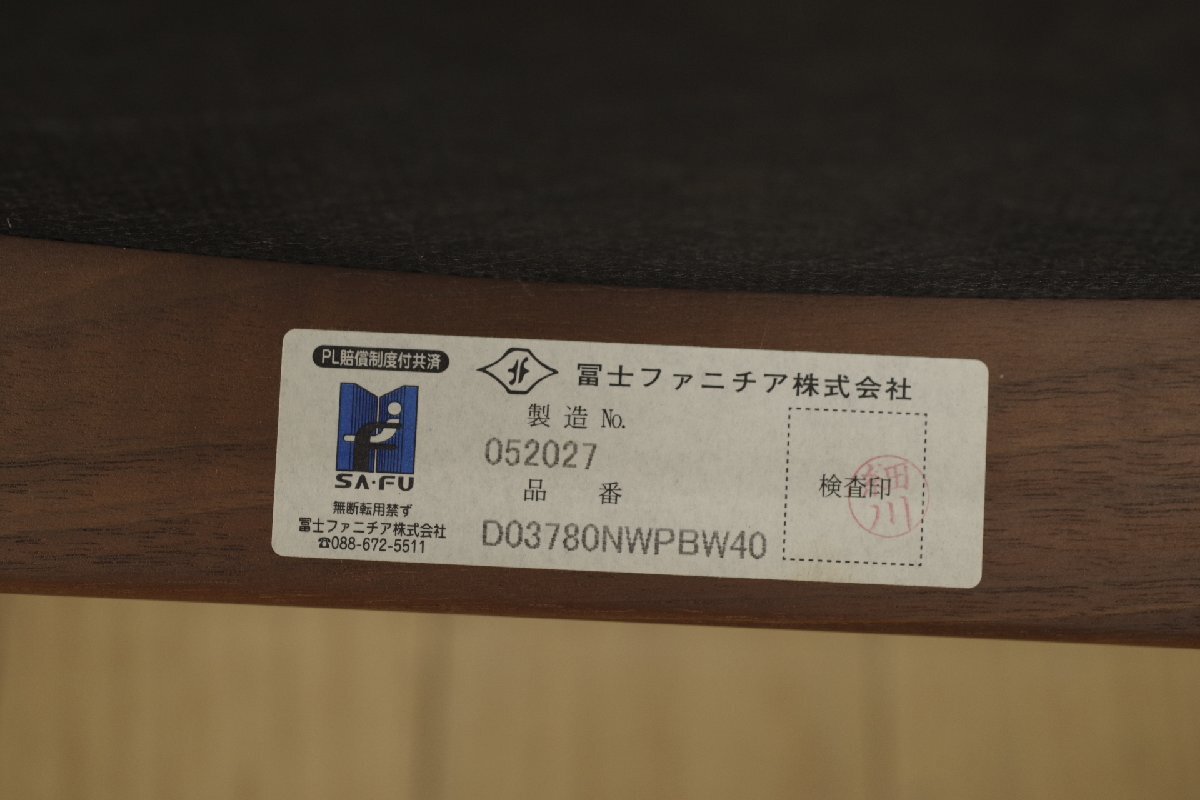 PL賠償制度付共済
SA・FU
無断転用禁ず
冨士ファニチア株式会社
☎088-672-5511
冨士ファニチア株式会社
製造 No.
052027
品番
D03780NWPBW40
検査印
細川